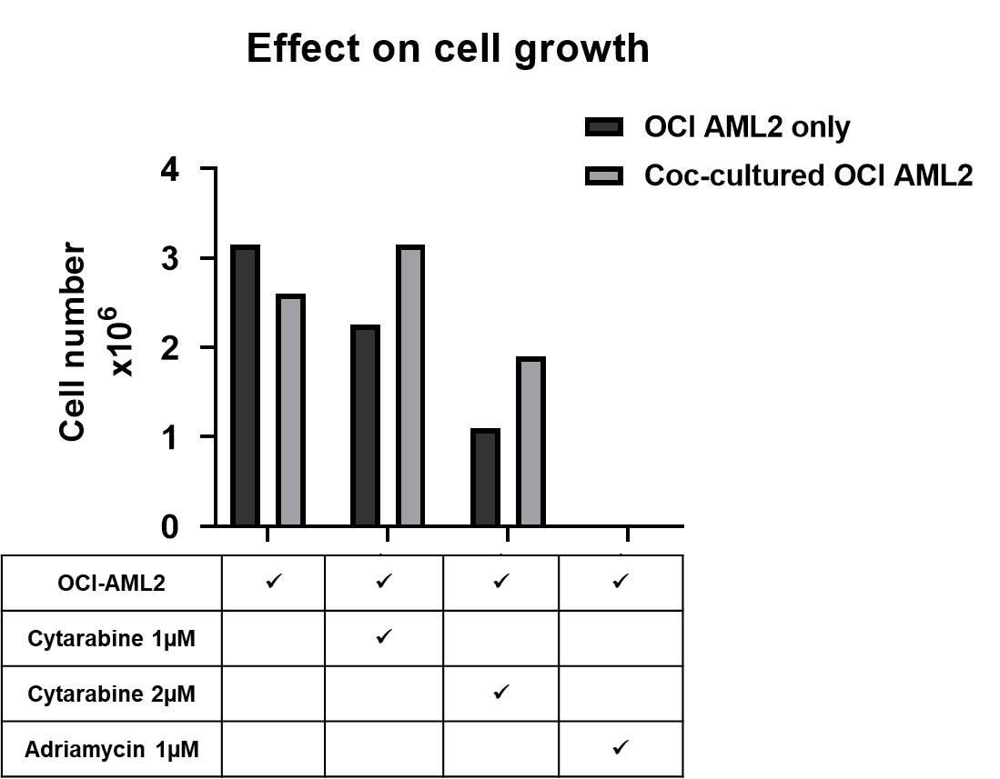 Effect on cell growth
OCI AML2 only
Coc-cultured OCI AML2
Cell number
x10⁶
4
3
2
1
0
OCI-AML2 ✓ ✓ ✓ ✓
Cytarabine 1µM ✓
Cytarabine 2µM ✓
Adriamycin 1µM ✓